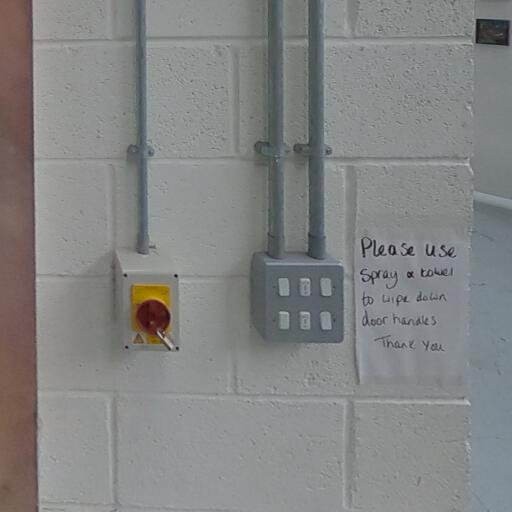 Please use
Spray & towel
to wipe down
door handles
Thank You